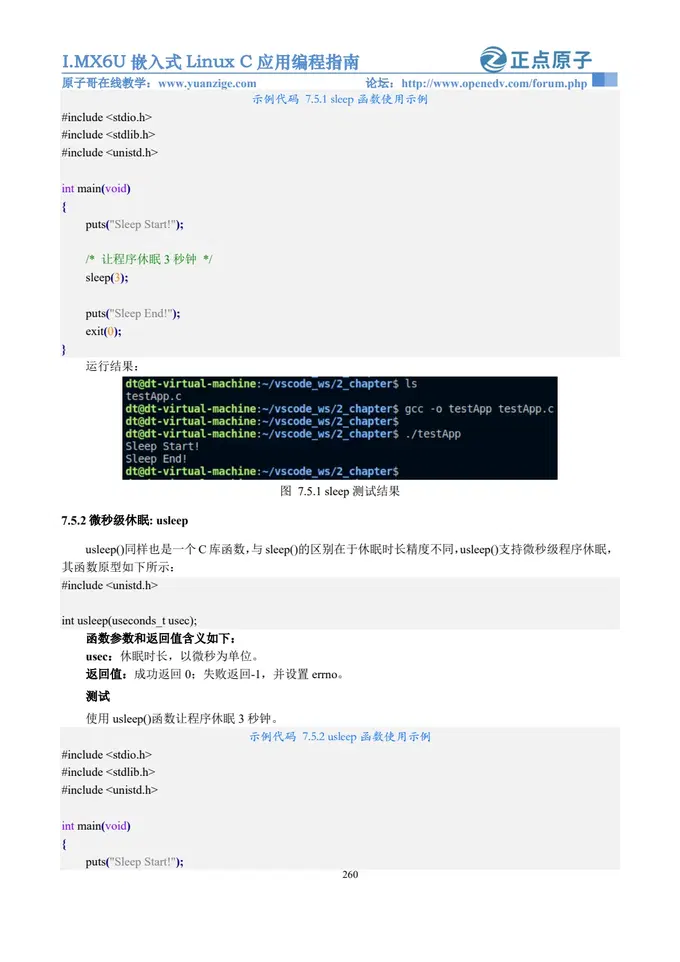 I.MX6U 嵌入式 Linux C 应用编程指南
正点原子
原子哥在线教学：www.yuanzige.com 论坛：http://www.openedv.com/forum.php
示例代码 7.5.1 sleep 函数使用示例
#include <stdio.h>
#include <stdlib.h>
#include <unistd.h>
int main(void)
{
puts("Sleep Start!");
/* 让程序休眠 3 秒钟 */
sleep(3);
puts("Sleep End!");
exit(0);
}
运行结果：
dt@dt-virtual-machine:~/vscode_ws/2_chapter$ ls
testApp.c
dt@dt-virtual-machine:~/vscode_ws/2_chapter$ gcc -o testApp testApp.c
dt@dt-virtual-machine:~/vscode_ws/2_chapter$
dt@dt-virtual-machine:~/vscode_ws/2_chapter$ ./testApp
Sleep Start!
Sleep End!
dt@dt-virtual-machine:~/vscode_ws/2_chapter$
图 7.5.1 sleep 测试结果
7.5.2 微秒级休眠: usleep
usleep()同样也是一个 C 库函数，与 sleep()的区别在于休眠时长精度不同，usleep()支持微秒级程序休眠，
其函数原型如下所示：
#include <unistd.h>
int usleep(useconds_t usec);
函数参数和返回值含义如下：
usec：休眠时长，以微秒为单位。
返回值：成功返回 0；失败返回-1，并设置 errno。
测试
使用 usleep()函数让程序休眠 3 秒钟。
示例代码 7.5.2 usleep 函数使用示例
#include <stdio.h>
#include <stdlib.h>
#include <unistd.h>
int main(void)
{
puts("Sleep Start!");
260